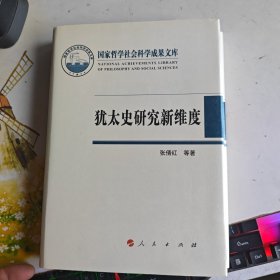 国家哲学社会科学成果文库
NATIONAL ACHIEVEMENTS LIBRARY
OF PHILOSOPHY AND SOCIAL SCIENCES
犹太史研究新维度
张倩红 等著
人民出版社